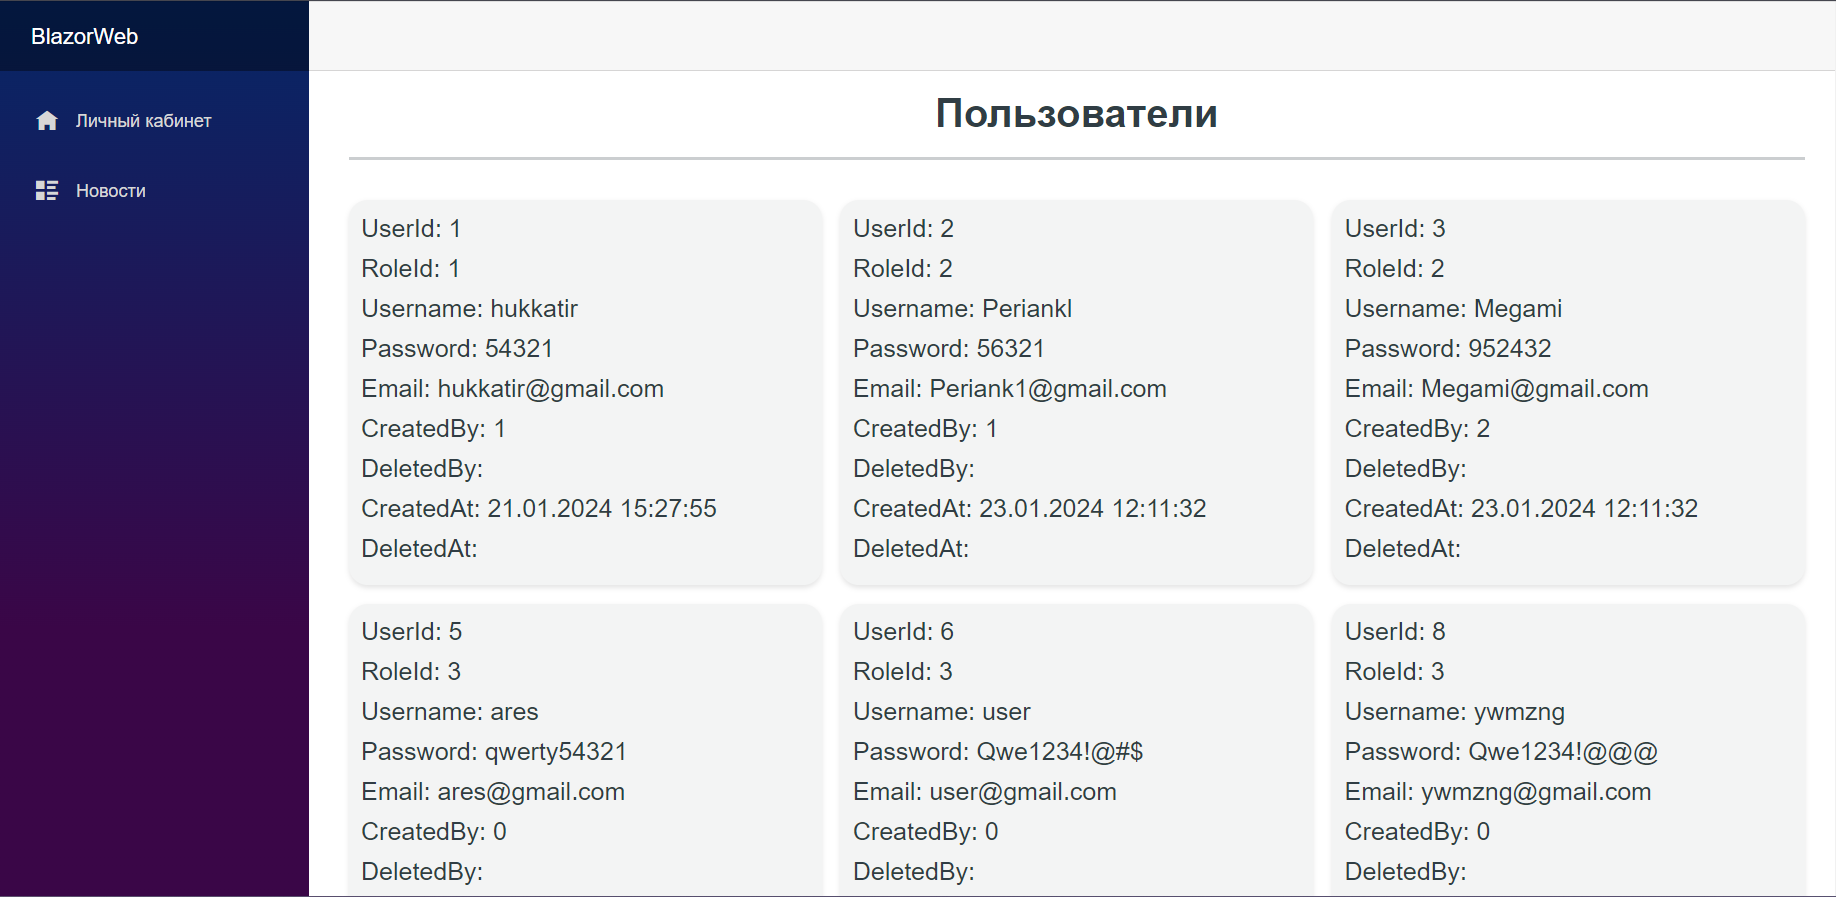 BlazorWeb
Личный кабинет
Новости
Пользователи
UserId: 1
RoleId: 1
Username: hukkatir
Password: 54321
Email: hukkatir@gmail.com
CreatedBy: 1
DeletedBy:
CreatedAt: 21.01.2024 15:27:55
DeletedAt:
UserId: 2
RoleId: 2
Username: Periankl
Password: 56321
Email: Periank1@gmail.com
CreatedBy: 1
DeletedBy:
CreatedAt: 23.01.2024 12:11:32
DeletedAt:
UserId: 3
RoleId: 2
Username: Megami
Password: 952432
Email: Megami@gmail.com
CreatedBy: 2
DeletedBy:
CreatedAt: 23.01.2024 12:11:32
DeletedAt:
UserId: 5
RoleId: 3
Username: ares
Password: qwerty54321
Email: ares@gmail.com
CreatedBy: 0
DeletedBy:
UserId: 6
RoleId: 3
Username: user
Password: Qwe1234!@#$
Email: user@gmail.com
CreatedBy: 0
DeletedBy:
UserId: 8
RoleId: 3
Username: ywmzng
Password: Qwe1234!@@@
Email: ywmzng@gmail.com
CreatedBy: 0
DeletedBy: